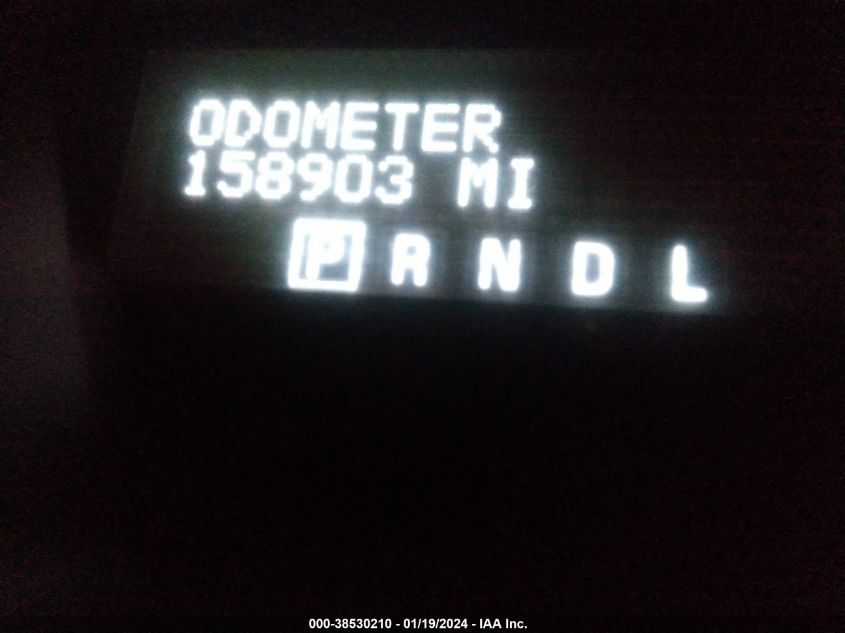 ODOMETER
158903 MI
P R N D L
000-38530210 - 01/19/2024 - IAA Inc.